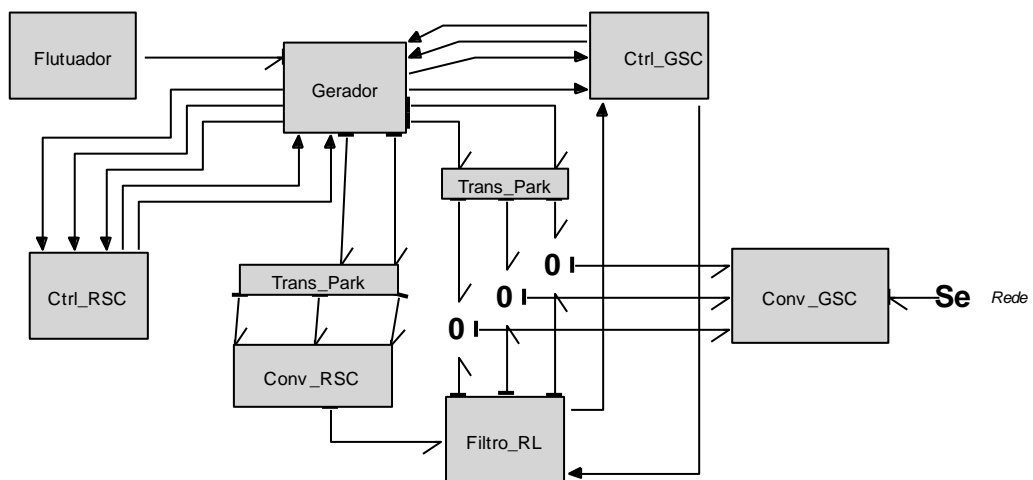 Flutuador
Gerador
Ctrl_GSC
Trans_Park
0
Trans_Park
Ctrl_RSC
0
Conv_GSC
Se
Rede
0
Conv_RSC
Filtro_RL